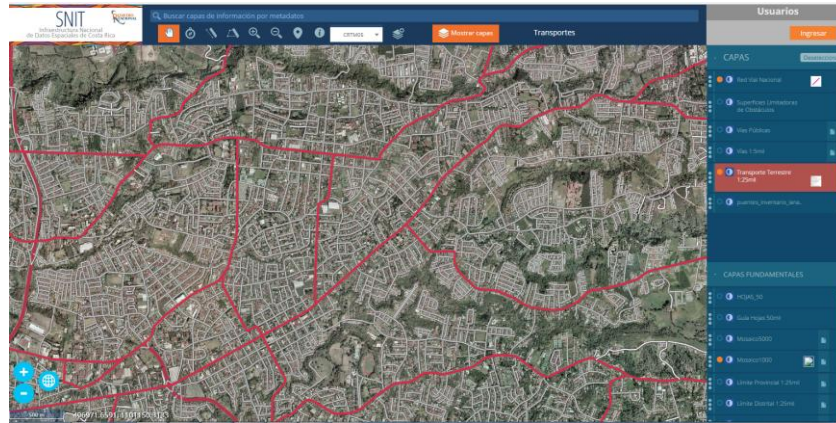 SNIT
Infraestructura Nacional
de Datos Espaciales de Costa Rica
Buscar capas de información por metadatos
CRTM05
Mostrar capas
Transportes
Usuarios
Ingresar
CAPAS
Red Vial Nacional
Superficies Limitadoras
de Obstáculos
Vías Públicas
Vías 1:5mil
Transporte Terrestre
1:25mil
CAPAS FUNDAMENTALES
HOJAS_50
Guía Hojas 50mil
Mosaico5000
Mosaico1000
Límite Provincial 1:25mil
Límite Distrital 1:25mil
500 m